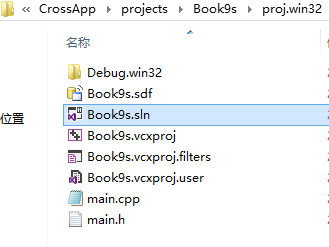 « CrossApp ▸ projects ▸ Book9s ▸ proj.win32
名称
Debug.win32
Book9s.sdf
Book9s.sln
位置
Book9s.vcxproj
Book9s.vcxproj.filters
Book9s.vcxproj.user
main.cpp
main.h